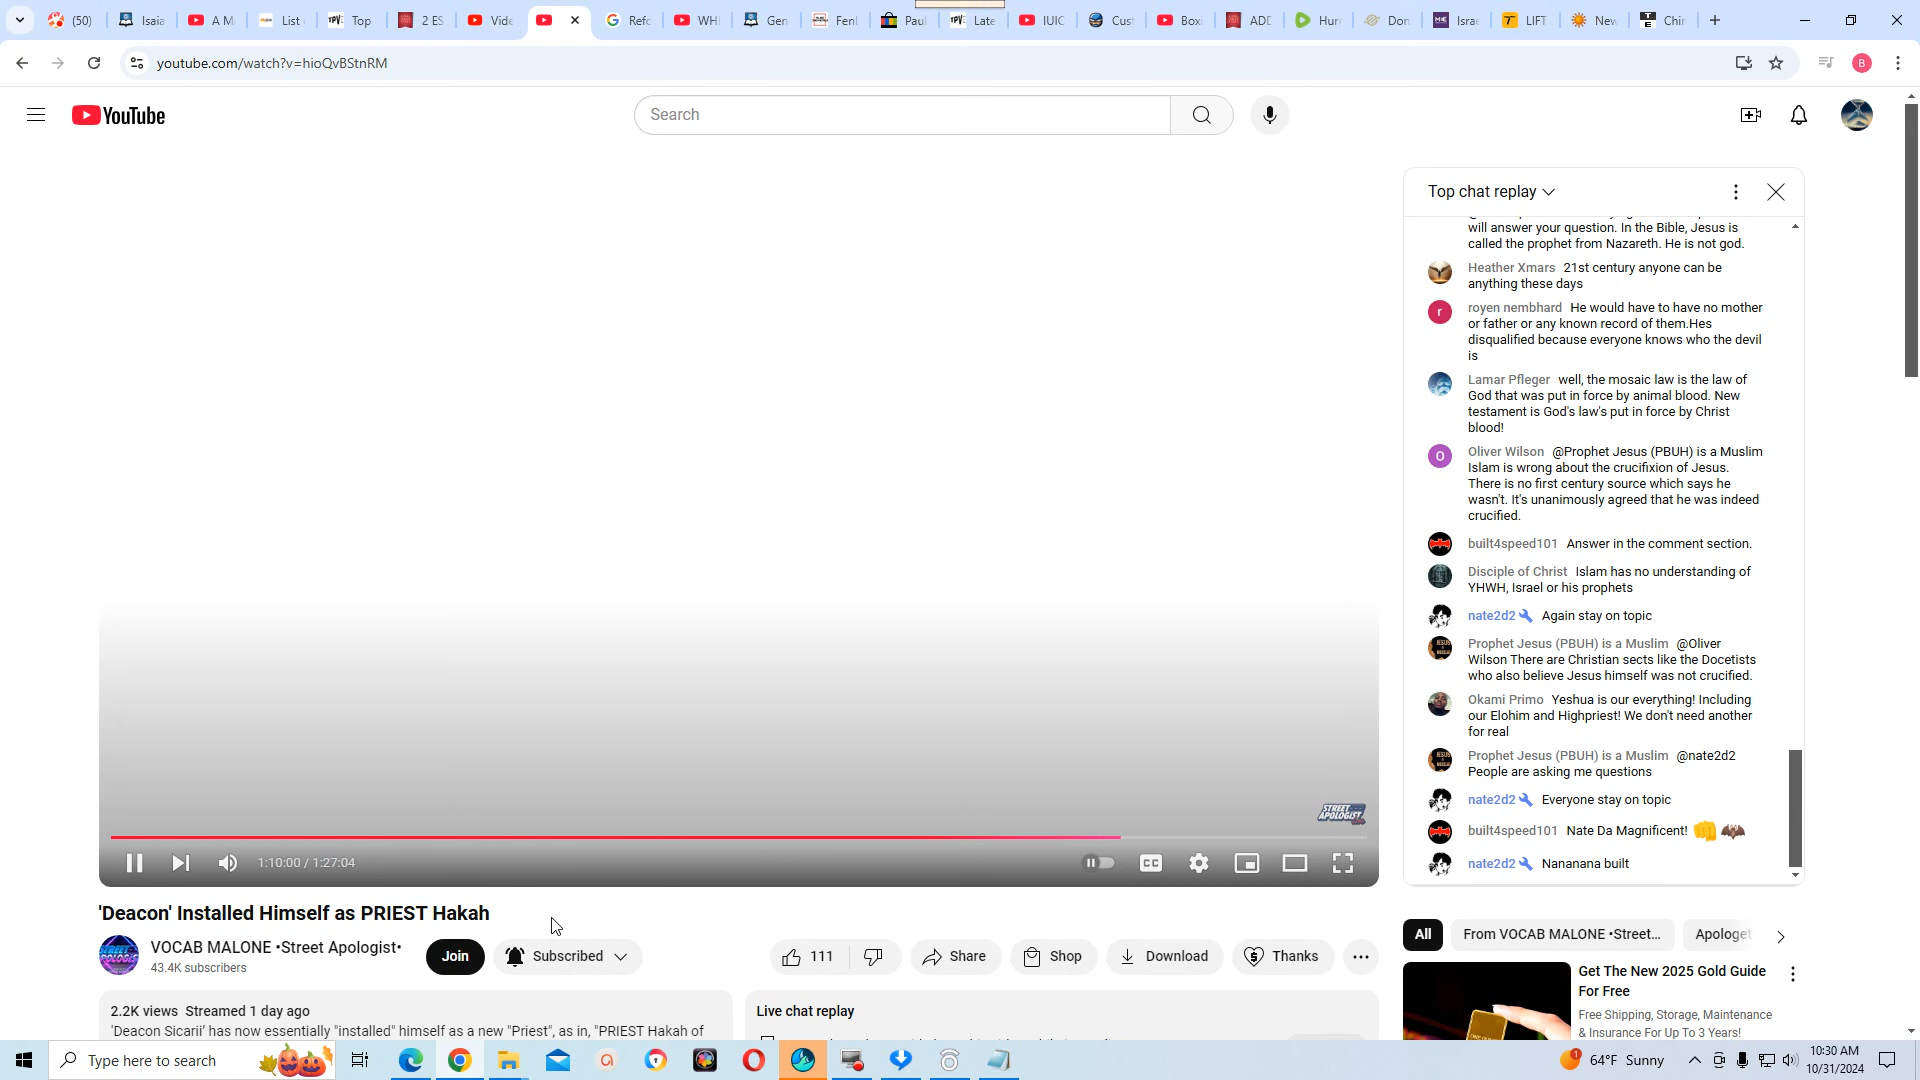 (50)
Isaia
A M
List
Top
2 ES
Vide
Refc
WHI
Gen
Fenl
Paul
Late
IUIC
Cust
Boxi
ADD
Hurr
Don
Isra
LIFT
New
Chir
youtube.com/watch?v=hioQvBStnRM
B
YouTube
Search
Top chat replay
will answer your question. In the Bible, Jesus is
called the prophet from Nazareth. He is not god.
Heather Xmars 21st century anyone can be
anything these days
r
royen nembhard He would have to have no mother
or father or any known record of them.Hes
disqualified because everyone knows who the devil
is
Lamar Pfleger well, the mosaic law is the law of
God that was put in force by animal blood. New
testament is God's law's put in force by Christ
blood!
O
Oliver Wilson @Prophet Jesus (PBUH) is a Muslim
Islam is wrong about the crucifixion of Jesus.
There is no first century source which says he
wasn't. It's unanimously agreed that he was indeed
crucified.
built4speed101 Answer in the comment section.
Disciple of Christ Islam has no understanding of
YHWH, Israel or his prophets
nate2d2 Again stay on topic
Prophet Jesus (PBUH) is a Muslim @Oliver
Wilson There are Christian sects like the Docetists
who also believe Jesus himself was not crucified.
Okami Primo Yeshua is our everything! Including
our Elohim and Highpriest! We don't need another
for real
Prophet Jesus (PBUH) is a Muslim @nate2d2
People are asking me questions
nate2d2 Everyone stay on topic
built4speed101 Nate Da Magnificent! 👊 🦇
nate2d2 Nananana built
STREET
APOLOGIST
1:10:00 / 1:27:04
CC
'Deacon' Installed Himself as PRIEST Hakah
VOCAB MALONE •Street Apologist•
43.4K subscribers
Join
Subscribed
111
Share
Shop
Download
Thanks
All
From VOCAB MALONE •Street...
Apologet
2.2K views Streamed 1 day ago
'Deacon Sicarii' has now essentially "installed" himself as a new "Priest", as in, "PRIEST Hakah of
Live chat replay
Get The New 2025 Gold Guide
For Free
Free Shipping, Storage, Maintenance
& Insurance For Up To 3 Years!
Type here to search
1
64°F Sunny
10:30 AM
10/31/2024